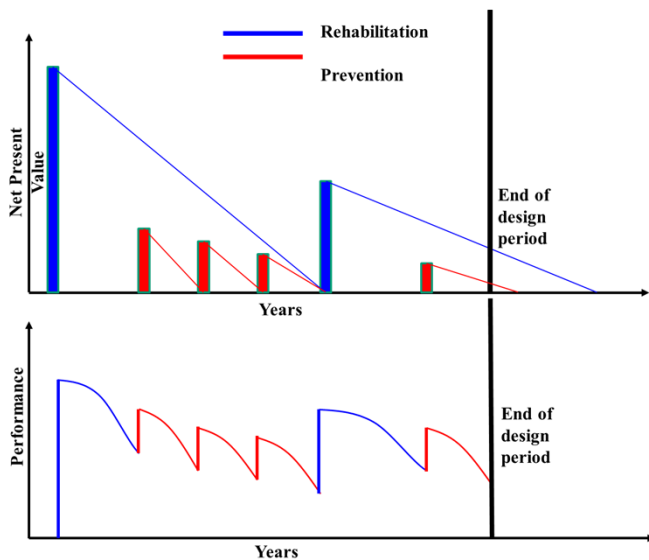 Rehabilitation
Prevention
Net Present
Value
End of
design
period
Years
Performance
End of
design
period
Years